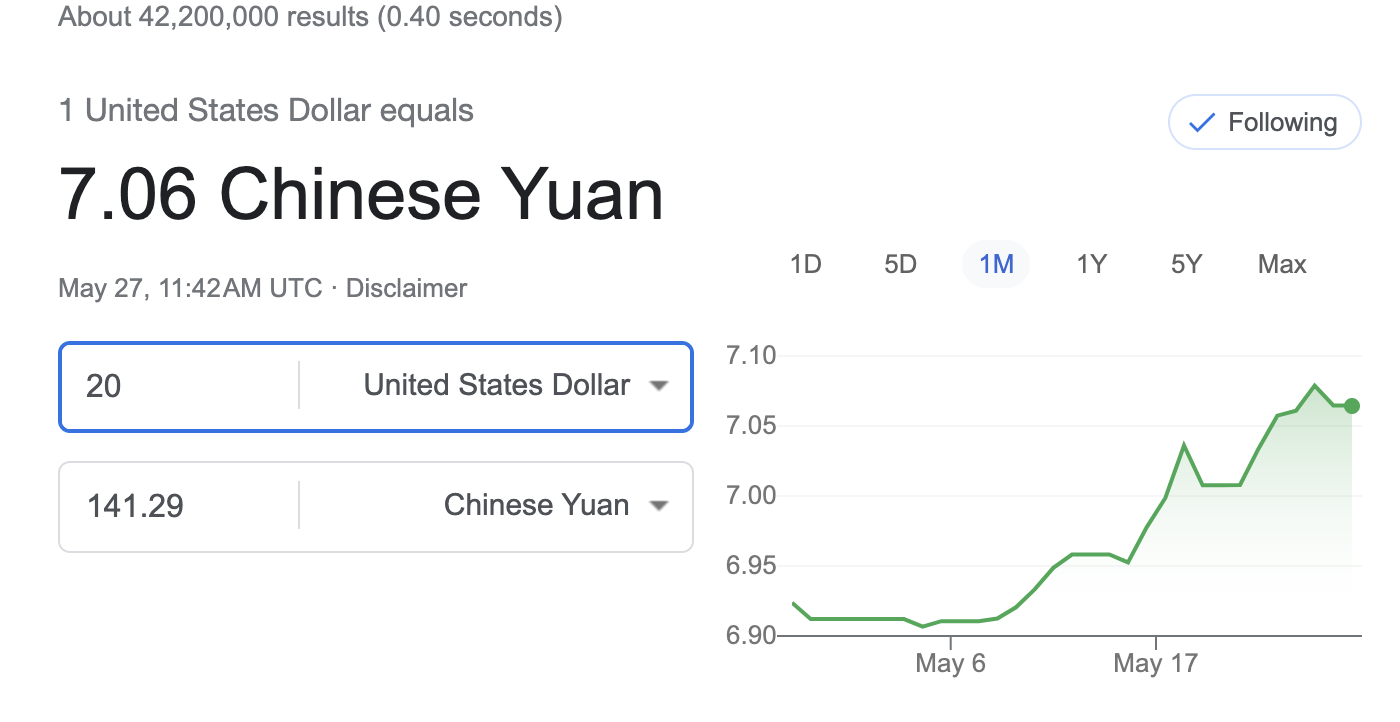 About 42,200,000 results (0.40 seconds)
1 United States Dollar equals
Following
7.06 Chinese Yuan
May 27, 11:42 AM UTC · Disclaimer
1D 5D 1M 1Y 5Y Max
20 United States Dollar
141.29 Chinese Yuan
7.10
7.05
7.00
6.95
6.90
May 6 May 17